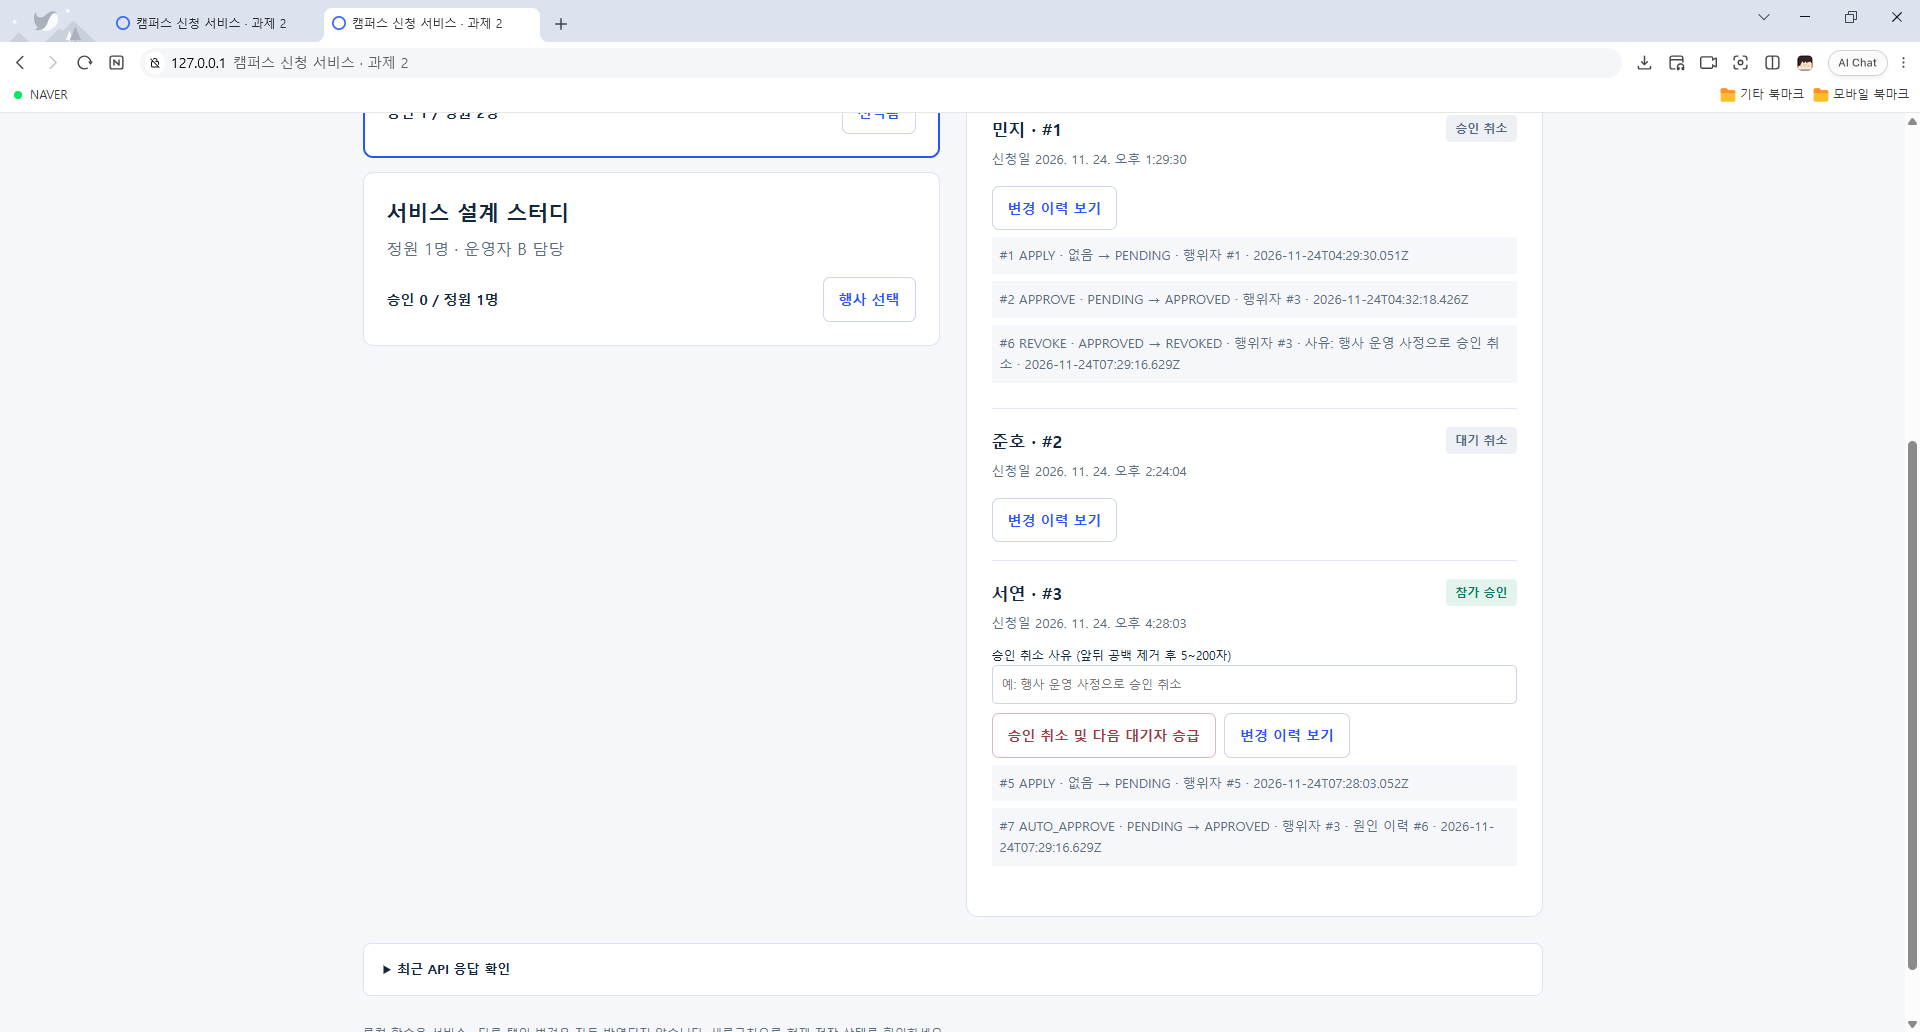 캠퍼스 신청 서비스 · 과제 2
캠퍼스 신청 서비스 · 과제 2
127.0.0.1 캠퍼스 신청 서비스 · 과제 2
AI Chat
NAVER
기타 북마크
모바일 북마크
승인 1 / 정원 2명
선택됨
서비스 설계 스터디
정원 1명 · 운영자 B 담당
승인 0 / 정원 1명
행사 선택
민지 · #1
승인 취소
신청일 2026. 11. 24. 오후 1:29:30
변경 이력 보기
#1 APPLY · 없음 → PENDING · 행위자 #1 · 2026-11-24T04:29:30.051Z
#2 APPROVE · PENDING → APPROVED · 행위자 #3 · 2026-11-24T04:32:18.426Z
#6 REVOKE · APPROVED → REVOKED · 행위자 #3 · 사유: 행사 운영 사정으로 승인 취
소 · 2026-11-24T07:29:16.629Z
준호 · #2
대기 취소
신청일 2026. 11. 24. 오후 2:24:04
변경 이력 보기
서연 · #3
참가 승인
신청일 2026. 11. 24. 오후 4:28:03
승인 취소 사유 (앞뒤 공백 제거 후 5~200자)
예: 행사 운영 사정으로 승인 취소
승인 취소 및 다음 대기자 승급
변경 이력 보기
#5 APPLY · 없음 → PENDING · 행위자 #5 · 2026-11-24T07:28:03.052Z
#7 AUTO_APPROVE · PENDING → APPROVED · 행위자 #3 · 원인 이력 #6 · 2026-11-
24T07:29:16.629Z
▶ 최근 API 응답 확인